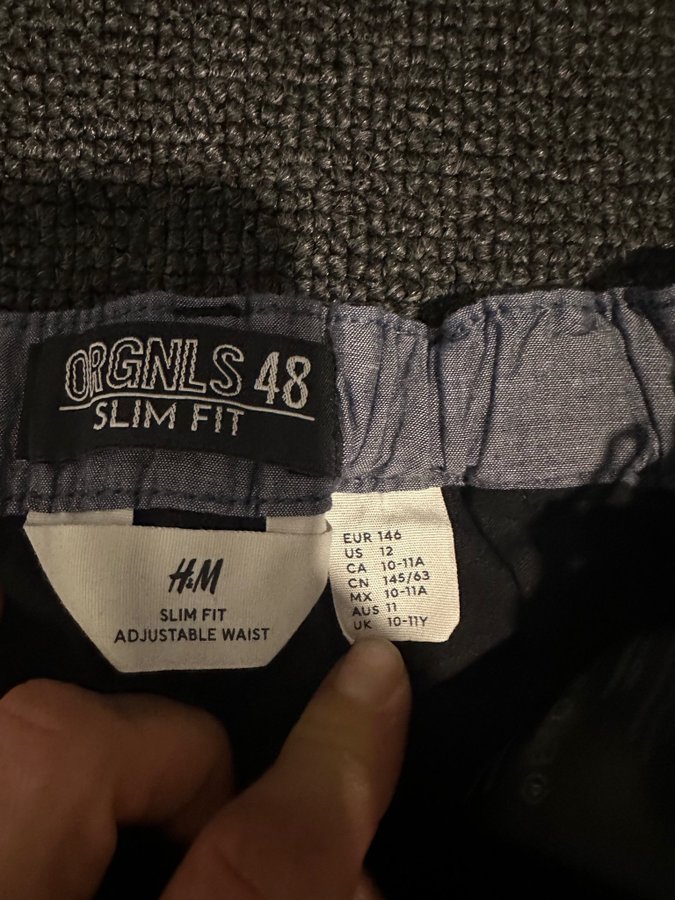 ORGNLS 48
SLIM FIT
H&M
SLIM FIT
ADJUSTABLE WAIST
EUR 146
US 12
CA 10-11A
CN 145/63
MX 10-11A
AUS 11
UK 10-11Y